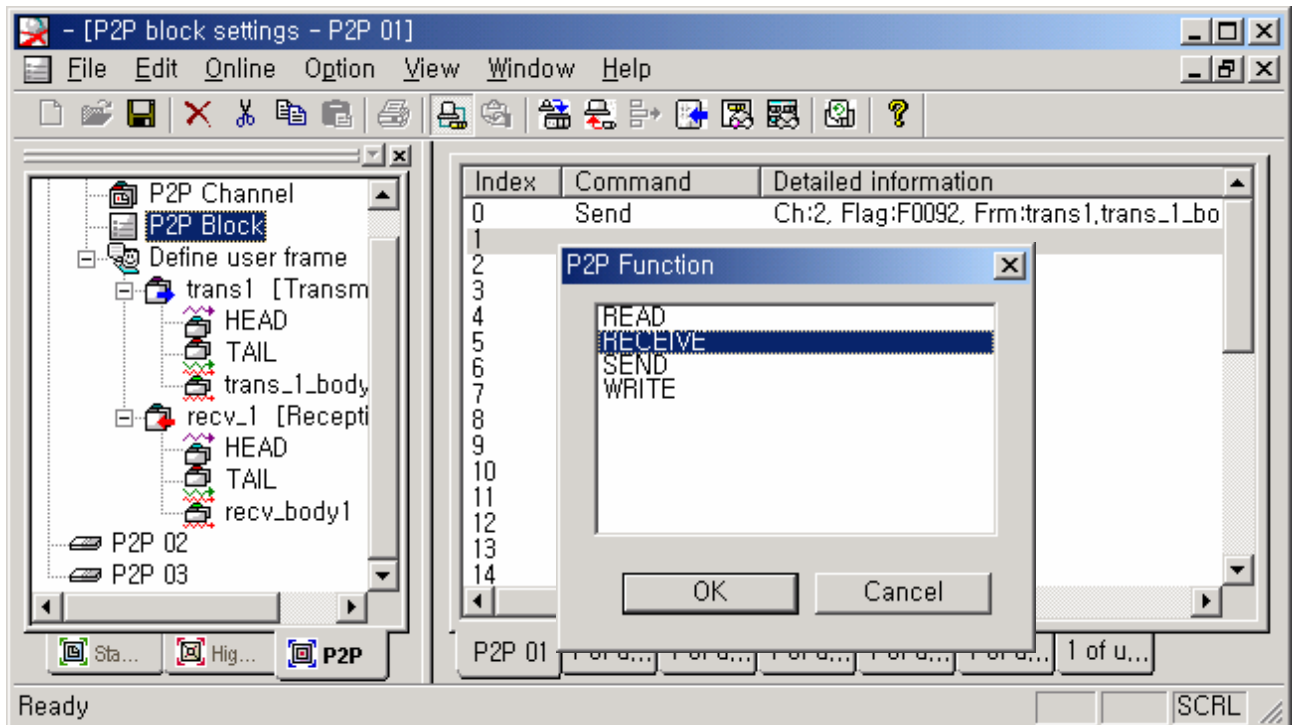 - [P2P block settings - P2P 01]
File Edit Online Option View Window Help
P2P Channel
P2P Block
Define user frame
trans1 [Transm
HEAD
TAIL
trans_1_body
recv_1 [Recepti
HEAD
TAIL
recv_body1
P2P 02
P2P 03
Sta... Hig... P2P
Index Command Detailed information
0 Send Ch:2, Flag:F0092, Frm:trans1,trans_1_bo
1
2
3
4
5
6
7
8
9
10
11
12
13
14
P2P Function
READ
RECEIVE
SEND
WRITE
OK Cancel
P2P 01 1 of u...
Ready SCRL